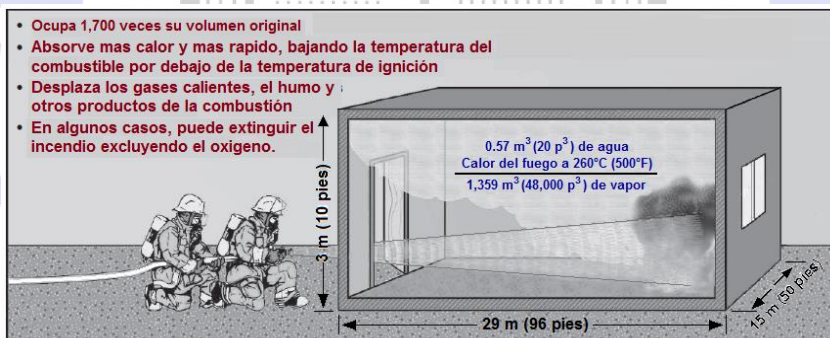 • Ocupa 1,700 veces su volumen original
• Absorve mas calor y mas rapido, bajando la temperatura del
combustible por debajo de la temperatura de ignición
• Desplaza los gases calientes, el humo y
otros productos de la combustión
• En algunos casos, puede extinguir el
incendio excluyendo el oxigeno.
0.57 m³ (20 p³) de agua
Calor del fuego a 260°C (500°F)
1,359 m³ (48,000 p³) de vapor
3 m (10 pies)
29 m (96 pies)
15 m (50 pies)